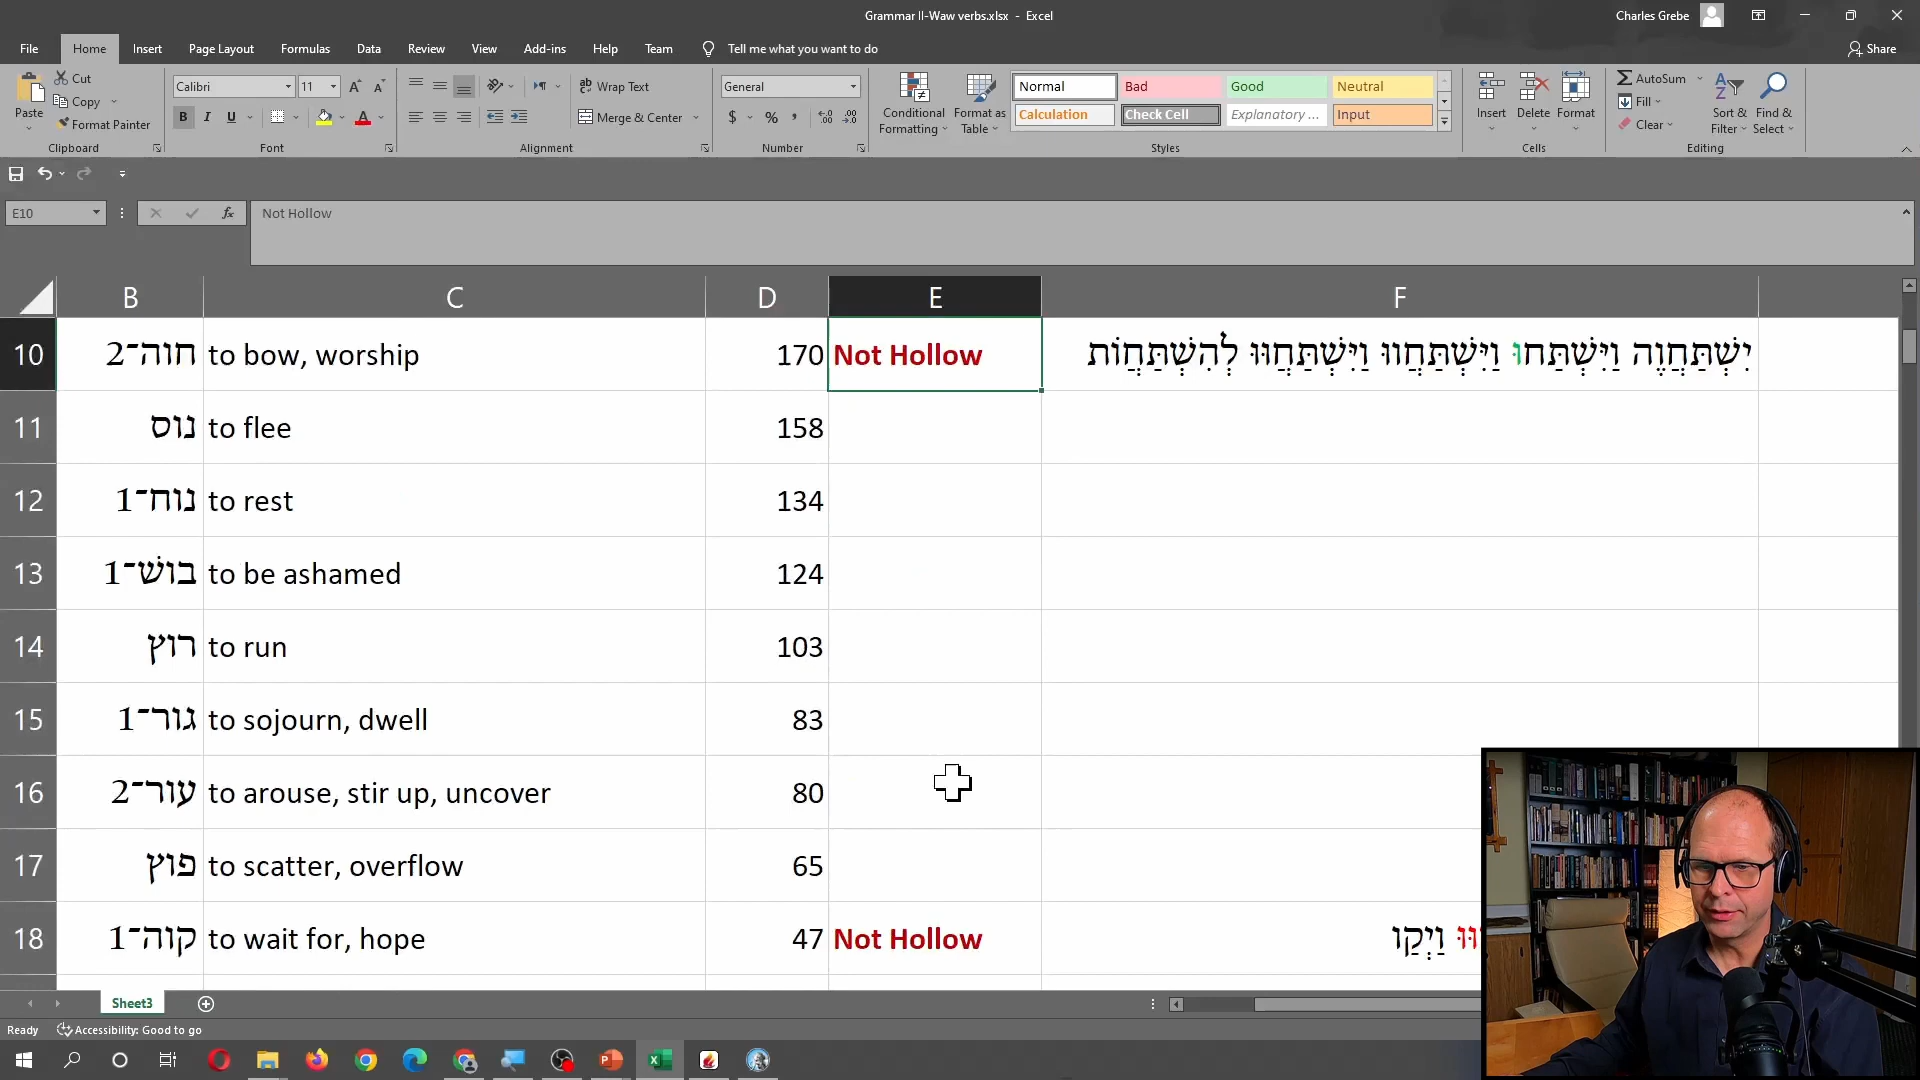 Grammar II-Waw verbs.xlsx - Excel
Charles Grebe
File Home Insert Page Layout Formulas Data Review View Add-ins Help Team Tell me what you want to do Share
Paste Cut Copy Format Painter Clipboard
Calibri 11 B I U A Font
Wrap Text Merge & Center Alignment
General $ % , Number
Conditional Formatting Format as Table
Normal Bad Good Neutral
Calculation Check Cell Explanatory ... Input
Styles
Insert Delete Format Cells
AutoSum Fill Clear Sort & Filter Find & Select Editing
E10 fx Not Hollow
B C D E F
10 חוה־2 to bow, worship 170 Not Hollow יִשְׁתַּחֲוֶה וַיִּשְׁתַּחוּ וַיִּשְׁתַּחֲווּ וַיִּשְׁתַּחֲוּוּ לְהִשְׁתַּחֲוֹת
11 נוס to flee 158
12 נוח־1 to rest 134
13 בושׁ־1 to be ashamed 124
14 רוץ to run 103
15 גור־1 to sojourn, dwell 83
16 עור־2 to arouse, stir up, uncover 80
17 פוץ to scatter, overflow 65
18 קוה־1 to wait for, hope 47 Not Hollow וַיְקַו
Sheet3
Ready Accessibility: Good to go